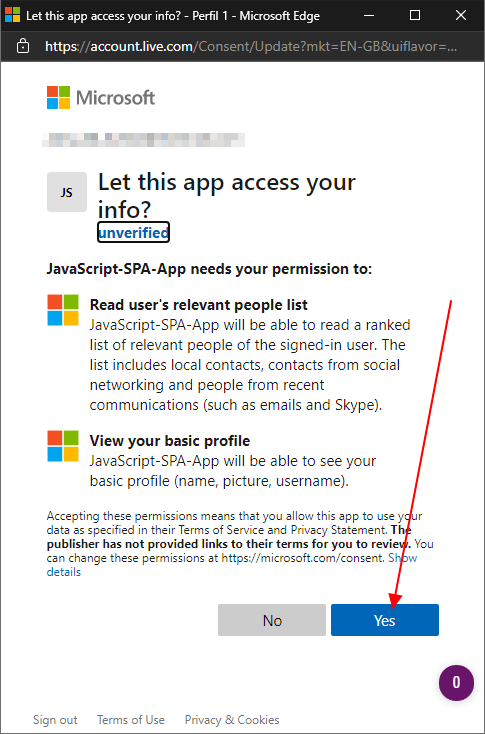 Let this app access your info? - Perfil 1 - Microsoft Edge
https://account.live.com/Consent/Update?mkt=EN-GB&uiflavor=...
Microsoft
JS
Let this app access your
info?
unverified
JavaScript-SPA-App needs your permission to:
Read user's relevant people list
JavaScript-SPA-App will be able to read a ranked
list of relevant people of the signed-in user. The
list includes local contacts, contacts from social
networking and people from recent
communications (such as emails and Skype).
View your basic profile
JavaScript-SPA-App will be able to see your
basic profile (name, picture, username).
Accepting these permissions means that you allow this app to use your
data as specified in their Terms of Service and Privacy Statement. The
publisher has not provided links to their terms for you to review. You
can change these permissions at https://microsoft.com/consent. Show
details
No
Yes
0
Sign out
Terms of Use
Privacy & Cookies